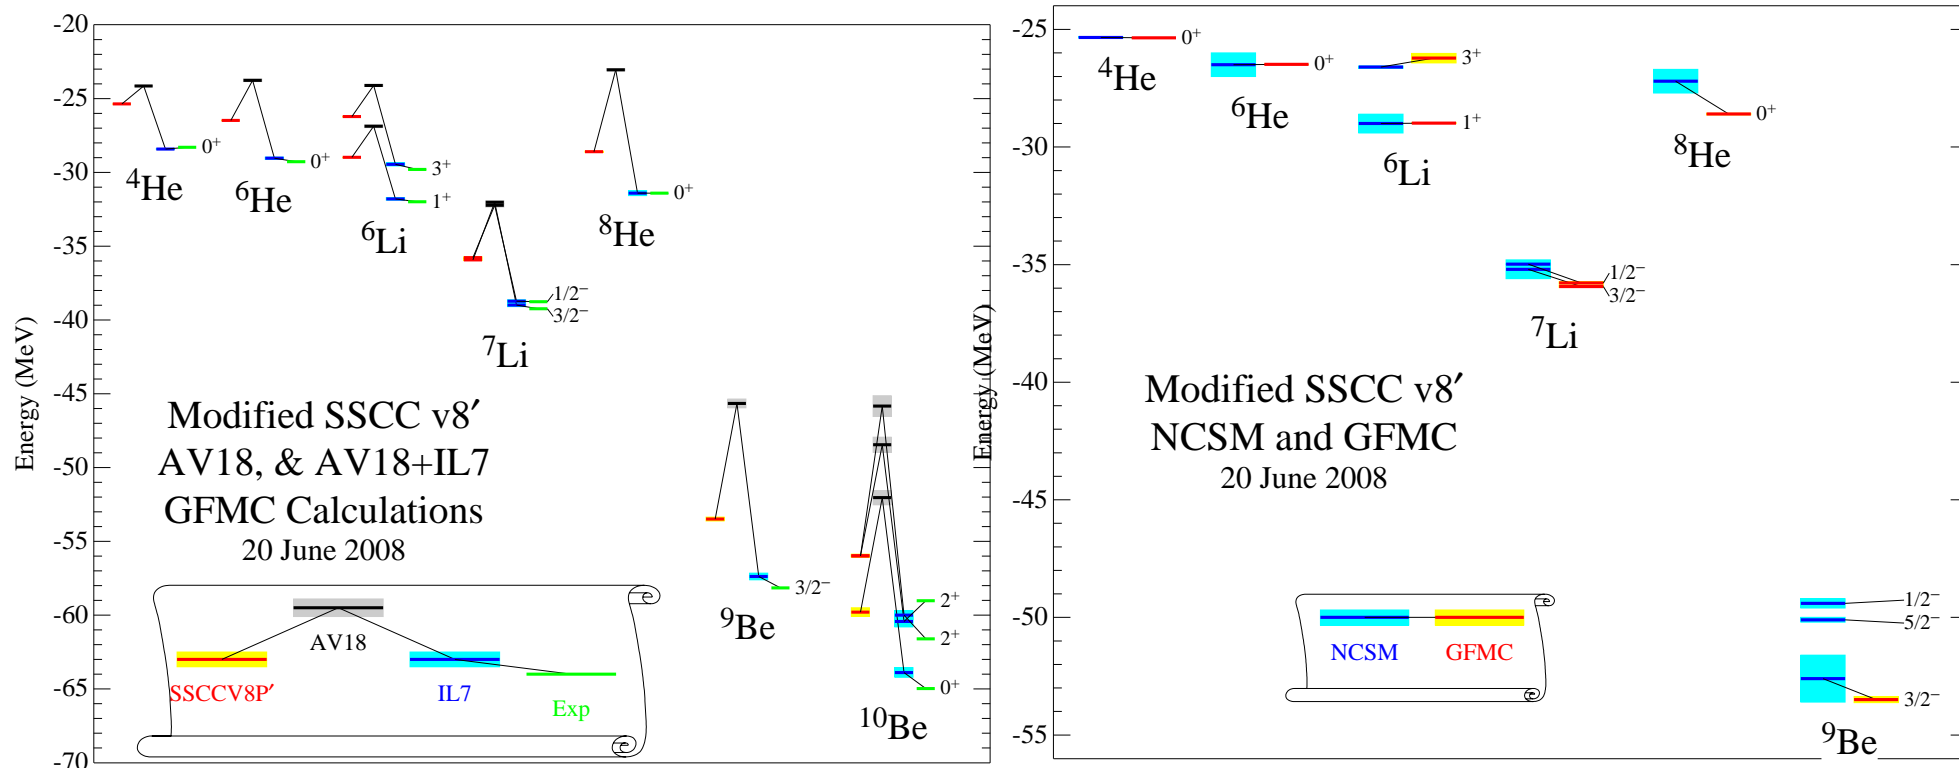 -20
-25
-30
-35
-40
-45
-50
-55
-60
-65
-70
Energy (MeV)
⁴He
0⁺
⁶He
0⁺
⁶Li
3⁺
1⁺
⁷Li
1/2⁻
3/2⁻
⁸He
0⁺
⁹Be
3/2⁻
¹⁰Be
2⁺
2⁺
0⁺
Modified SSCC v8′
AV18, & AV18+IL7
GFMC Calculations
20 June 2008
AV18
SSCCV8P′
IL7
Exp
-25
-30
-35
-40
-45
-50
-55
Energy (MeV)
⁴He
0⁺
⁶He
0⁺
⁶Li
3⁺
1⁺
⁷Li
1/2⁻
3/2⁻
⁸He
0⁺
⁹Be
1/2⁻
5/2⁻
3/2⁻
Modified SSCC v8′
NCSM and GFMC
20 June 2008
NCSM
GFMC